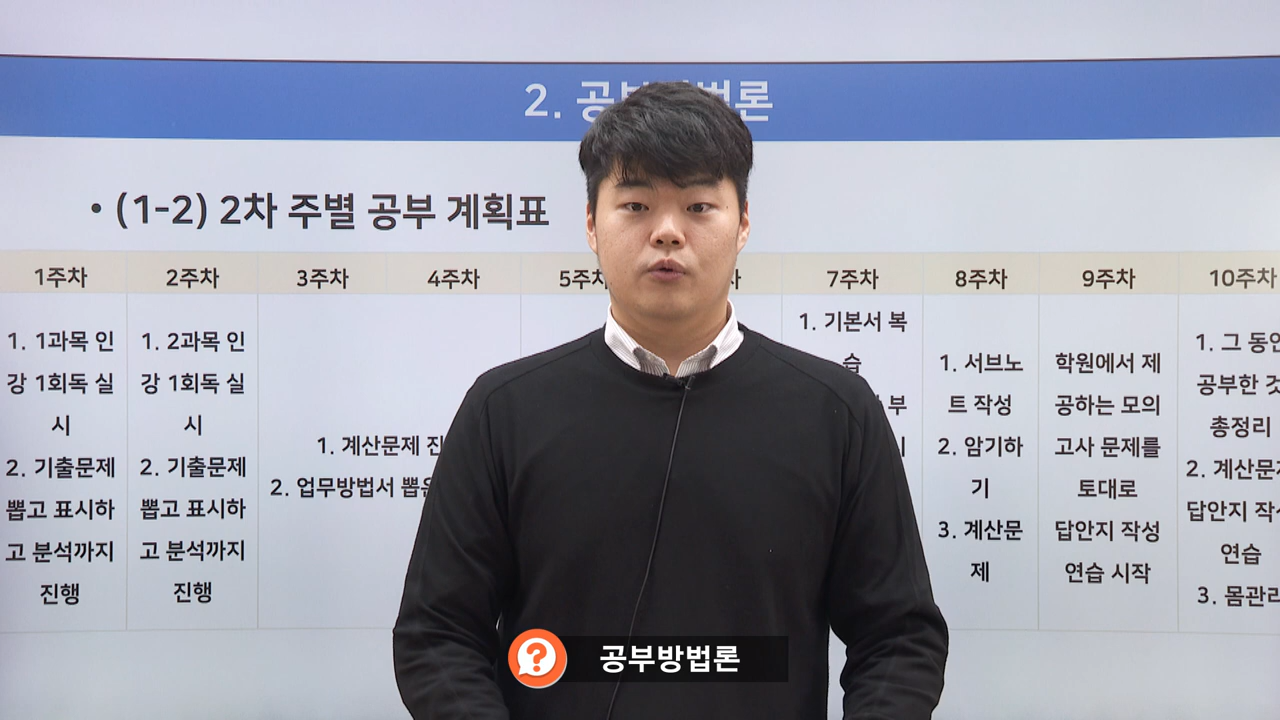 2. 공부방법론
• (1-2) 2차 주별 공부 계획표
1주차 2주차 3주차 4주차 7주차 8주차 9주차 10주차
1. 1과목 인
강 1회독 실
시
2. 기출문제
뽑고 표시하
고 분석까지
진행
1. 2과목 인
강 1회독 실
시
2. 기출문제
뽑고 표시하
고 분석까지
진행
1. 계산문제
2. 업무방법서
1. 기본서 복
습
1. 서브노
트 작성
2. 암기하
기
3. 계산문
제
학원에서 제
공하는 모의
고사 문제를
토대로
답안지 작성
연습 시작
1. 그 동안
공부한 것
총정리
2. 계산문제
답안지 작성
연습
3. 몸관리
공부방법론